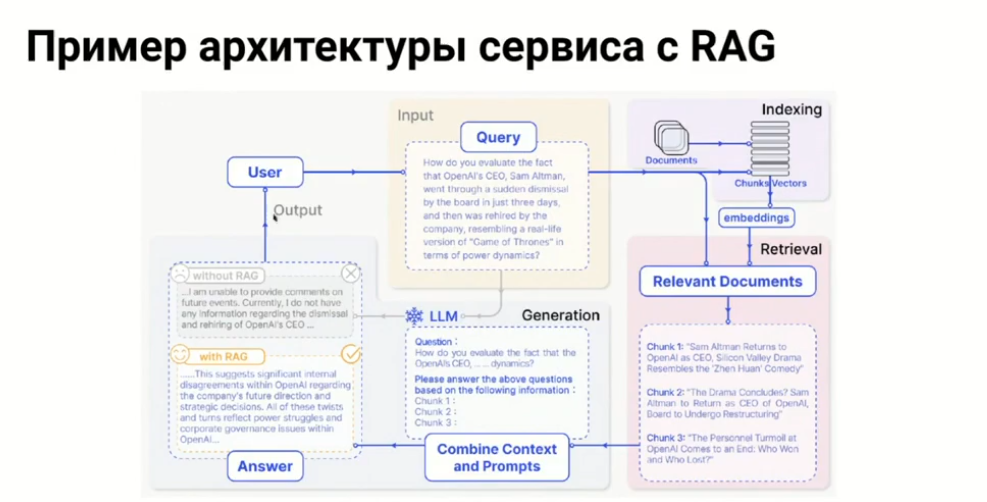 Пример архитектуры сервиса с RAG
Input
Query
How do you evaluate the fact
that OpenAI's CEO, Sam Altman,
went through a sudden dismissal
by the board in just three days,
and then was rehired by the
company, resembling a real-life
version of "Game of Thrones" in
terms of power dynamics?
User
Output
Indexing
Documents
Chunks
Vectors
embeddings
Retrieval
Relevant Documents
Chunk 1: "Sam Altman Returns to
OpenAI as CEO, Silicon Valley Drama
Resembles the 'Zhen Huan' Comedy"
Chunk 2: "The Drama Concludes? Sam
Altman to Return as CEO of OpenAI,
Board to Undergo Restructuring"
Chunk 3: "The Personnel Turmoil at
OpenAI Comes to an End: Who Won
and Who Lost?"
LLM
Generation
Question :
How do you evaluate the fact that the
OpenAI's CEO, ... ... dynamics?
Please answer the above questions
based on the following information :
Chunk 1 :
Chunk 2 :
Chunk 3 :
Combine Context
and Prompts
without RAG
...I am unable to provide comments on
future events. Currently, I do not have
any information regarding the dismissal
and rehiring of OpenAI's CEO ...
with RAG
......This suggests significant internal
disagreements within OpenAI regarding
the company's future direction and
strategic decisions. All of these twists
and turns reflect power struggles and
corporate governance issues within
OpenAI...
Answer